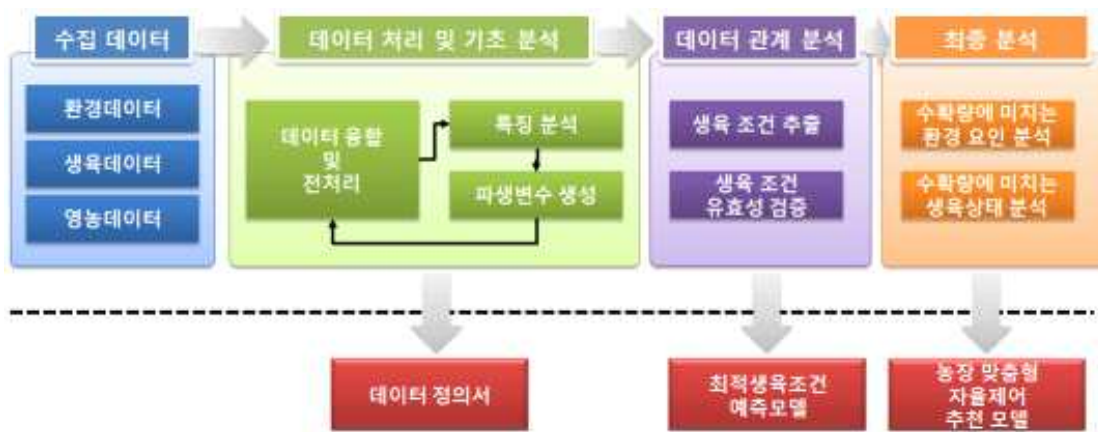 수집 데이터
데이터 처리 및 기초 분석
데이터 관계 분석
최종 분석
환경데이터
생육데이터
영농데이터
데이터 융합
및
전처리
특징 분석
파생변수 생성
생육 조건 추출
생육 조건
유효성 검증
수확량에 미치는
환경 요인 분석
수확량에 미치는
생육상태 분석
데이터 정의서
최적생육조건
예측모델
농장 맞춤형
자율제어
추천 모델